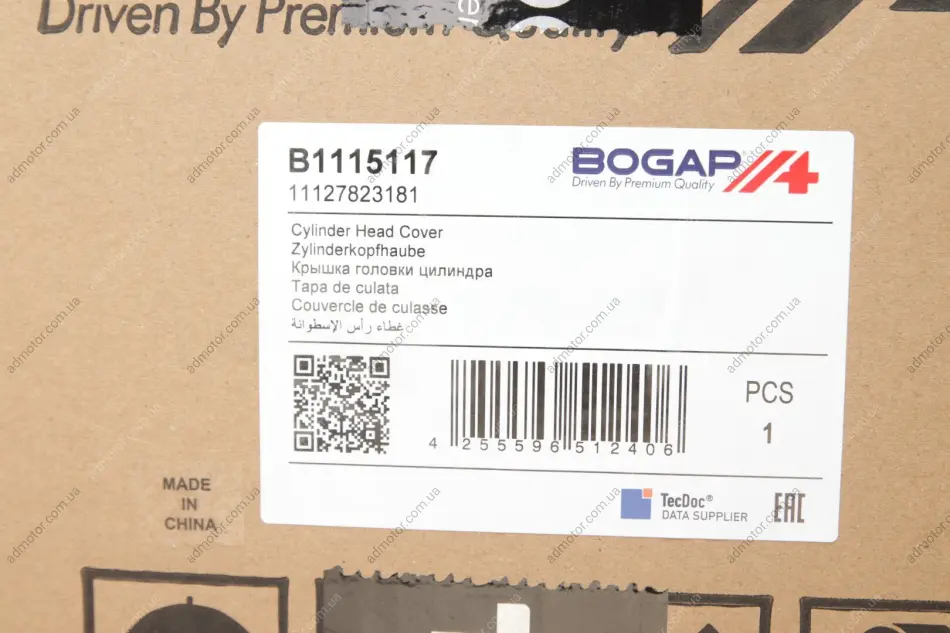 Driven By Premium Quality
B1115117
11127823181
BOGAP
Driven By Premium Quality
Cylinder Head Cover
Zylinderkopfhaube
Крышка головки цилиндра
Tapa de culata
Couvercle de culasse
غطاء رأس الإسطوانة
4 255596 512406
PCS
1
MADE
IN
CHINA
TecDoc®
DATA SUPPLIER
EAC
admotor.com.ua